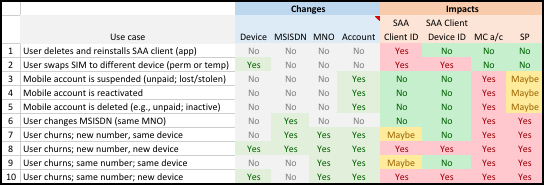 Changes Impacts
SAA SAA Client
Use case Device MSISDN MNO Account Client ID Device ID MC a/c SP
1 User deletes and reinstalls SAA client (app) No No No No Yes No No No
2 User swaps SIM to different device (perm or temp) Yes No No No Yes Yes No No
3 Mobile account is suspended (unpaid; lost/stolen) No No No Yes No No Yes Maybe
4 Mobile account is reactivated No No No Yes No No Yes Maybe
5 Mobile account is deleted (e.g., unpaid; inactive) No No No Yes No No Yes Maybe
6 User changes MSISDN (same MNO) No Yes No No No No Yes Yes
7 User churns; new number, same device No Yes Yes Yes Maybe No Yes Yes
8 User churns; new number, new device Yes Yes Yes Yes Yes Yes Yes Yes
9 User churns; same number; same device No No Yes Yes Maybe No Yes Yes
10 User churns; same number; new device Yes No Yes Yes Yes Yes Yes Yes